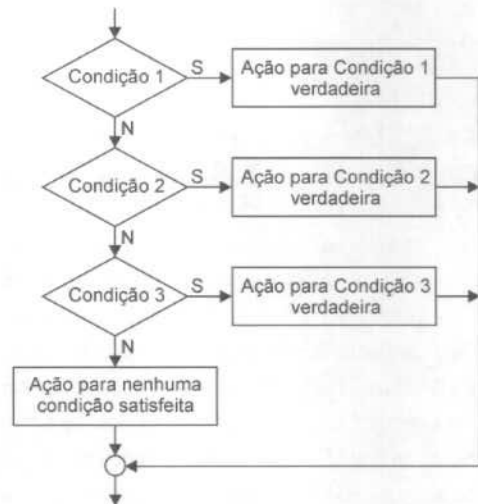 Condição 1
S
Ação para Condição 1
verdadeira
N
Condição 2
S
Ação para Condição 2
verdadeira
N
Condição 3
S
Ação para Condição 3
verdadeira
N
Ação para nenhuma
condição satisfeita